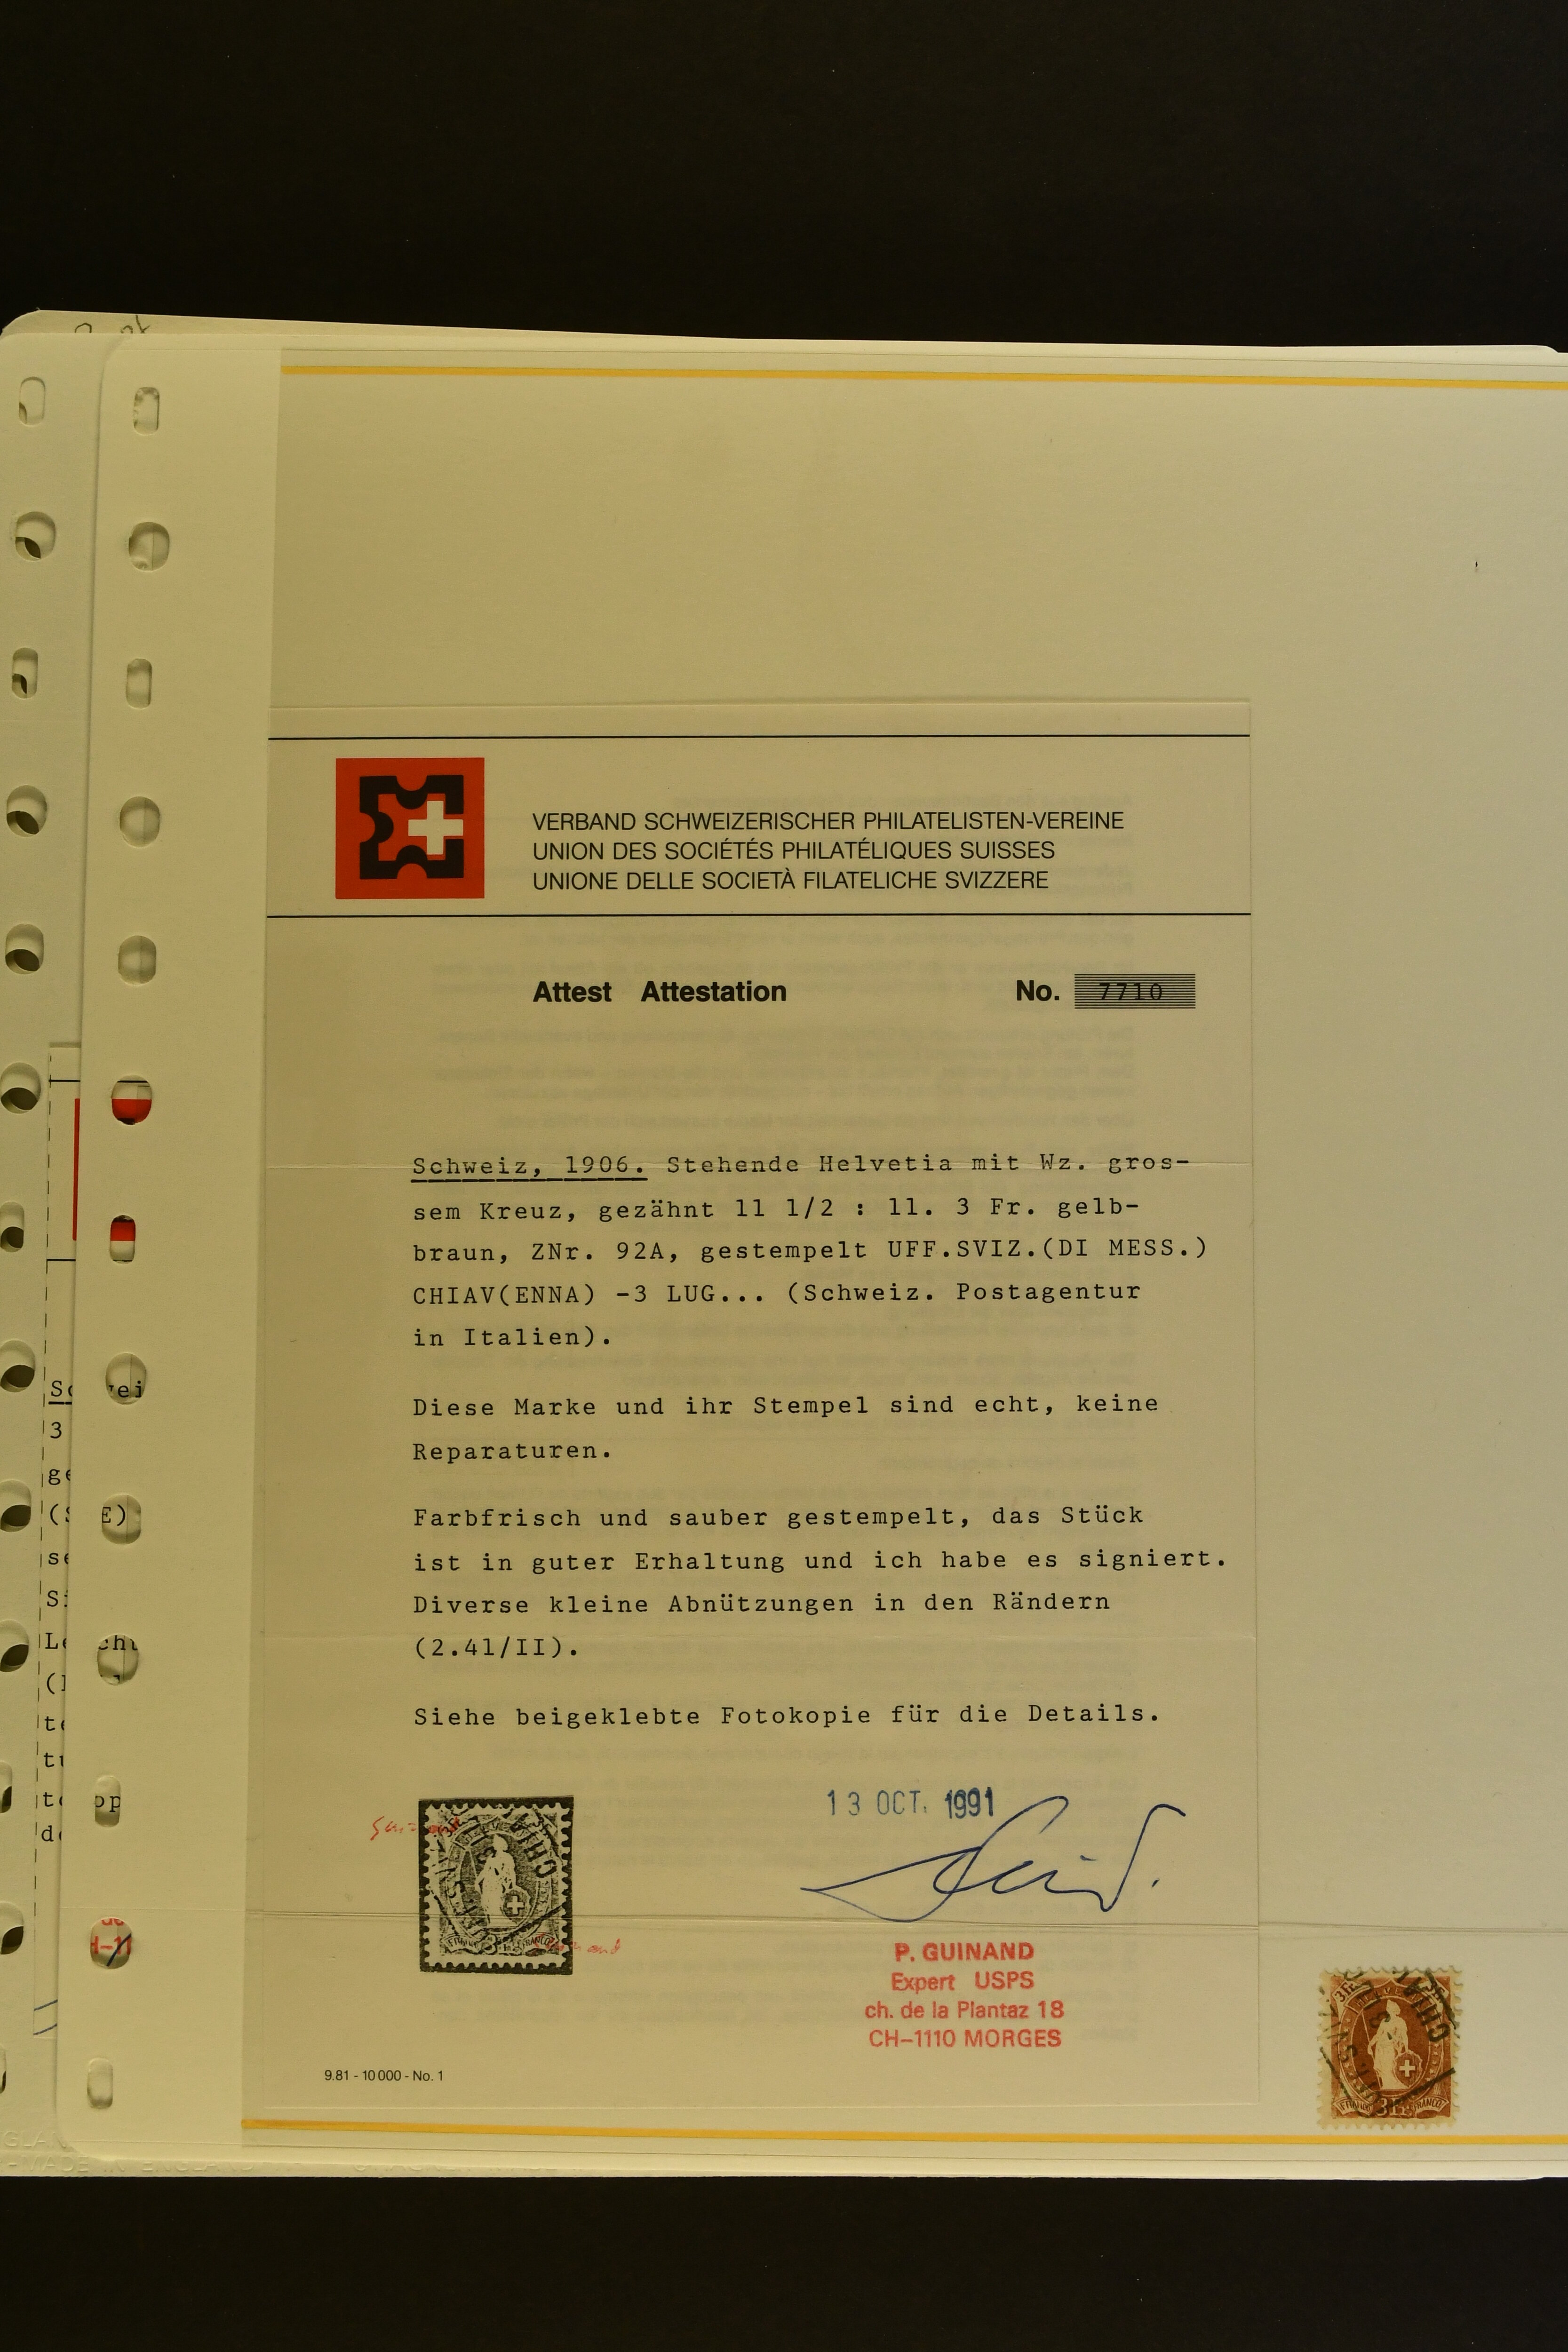 VERBAND SCHWEIZERISCHER PHILATELISTEN-VEREINE
UNION DES SOCIÉTÉS PHILATÉLIQUES SUISSES
UNIONE DELLE SOCIETÀ FILATELICHE SVIZZERE
Attest Attestation No. 7710
Schweiz, 1906. Stehende Helvetia mit Wz. gros-
sem Kreuz, gezähnt 11 1/2 : 11. 3 Fr. gelb-
braun, ZNr. 92A, gestempelt UFF.SVIZ.(DI MESS.)
CHIAV(ENNA) -3 LUG... (Schweiz. Postagentur
in Italien).
Diese Marke und ihr Stempel sind echt, keine
Reparaturen.
Farbfrisch und sauber gestempelt, das Stück
ist in guter Erhaltung und ich habe es signiert.
Diverse kleine Abnützungen in den Rändern
(2.41/II).
Siehe beigeklebte Fotokopie für die Details.
13 OCT. 1991
P. GUINAND
Expert USPS
ch. de la Plantaz 18
CH-1110 MORGES
9.81 - 10 000 - No. 1
CHIA
3 Fr.
FRANCO